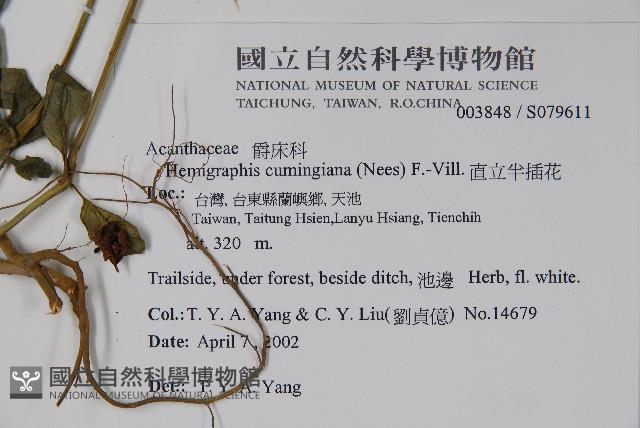 國立自然科學博物館
NATIONAL MUSEUM OF NATURAL SCIENCE
TAICHUNG, TAIWAN, R.O.CHINA
003848 / S079611
Acanthaceae 爵床科
Hemigraphis cumingiana (Nees) F.-Vill. 直立半插花
Loc.: 台灣, 台東縣蘭嶼鄉, 天池
Taiwan, Taitung Hsien, Lanyu Hsiang, Tienchih
alt. 320 m.
Trailside, under forest, beside ditch, 池邊 Herb, fl. white.
Col.: T. Y. A. Yang & C. Y. Liu(劉貞億) No.14679
Date: April 7, 2002
Det.: T. Y. A. Yang
國立自然科學博物館
NATIONAL MUSEUM OF NATURAL SCIENCE